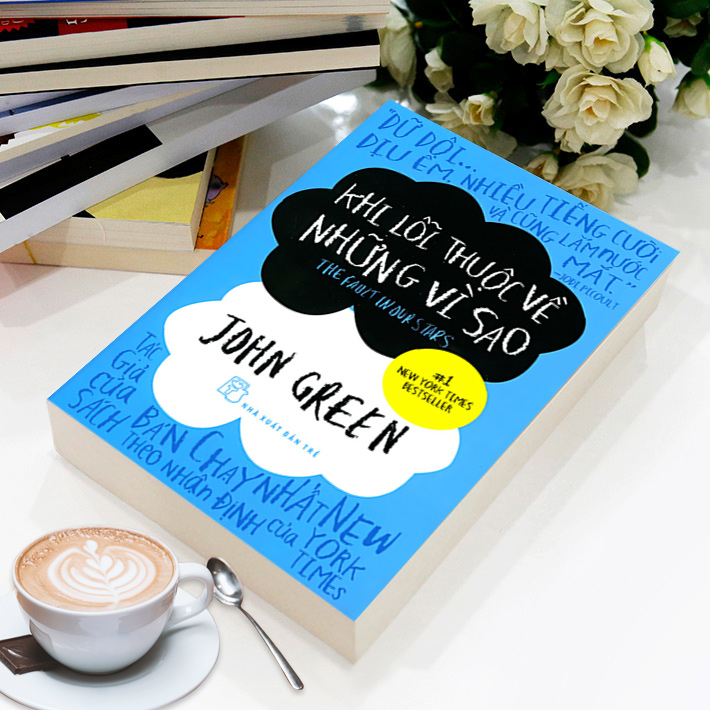 "DỮ DỘI...
DỊU ÊM. NHIỀU TIẾNG CƯỜI
VÀ CŨNG LẮM NƯỚC
MẮT."
–JODI PICOULT
KHI LỖI THUỘC VỀ
NHỮNG VÌ SAO
THE FAULT IN OUR STARS
#1
NEW YORK TIMES
BESTSELLER
JOHN GREEN
NHÀ XUẤT BẢN TRẺ
TÁC
GIẢ
CỦA
SÁCH
BÁN CHẠY NHẤT NEW
THEO NHẬN ĐỊNH CỦA YORK
TIMES